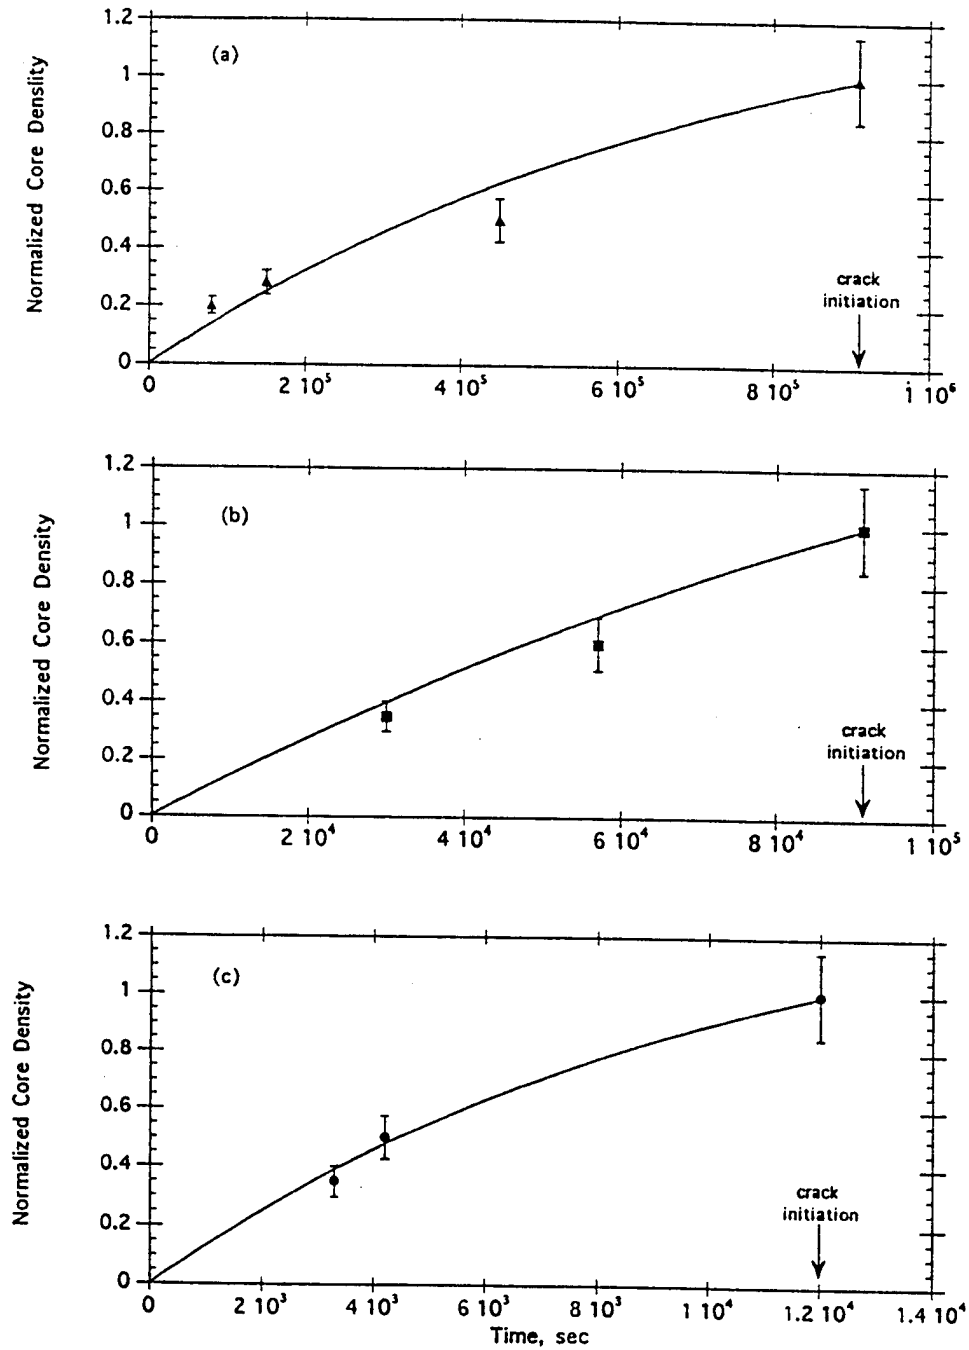 1.2
(a)
1
0.8
0.6
0.4
0.2
0
Normalized Core Denslity
crack
initiation
0 2 10⁵ 4 10⁵ 6 10⁵ 8 10⁵ 1 10⁶
1.2
(b)
1
0.8
0.6
0.4
0.2
0
Normalized Core Density
crack
initiation
0 2 10⁴ 4 10⁴ 6 10⁴ 8 10⁴ 1 10⁵
1.2
(c)
1
0.8
0.6
0.4
0.2
0
Normalized Core Density
crack
initiation
0 2 10³ 4 10³ 6 10³ 8 10³ 1 10⁴ 1.2 10⁴ 1.4 10⁴
Time, sec